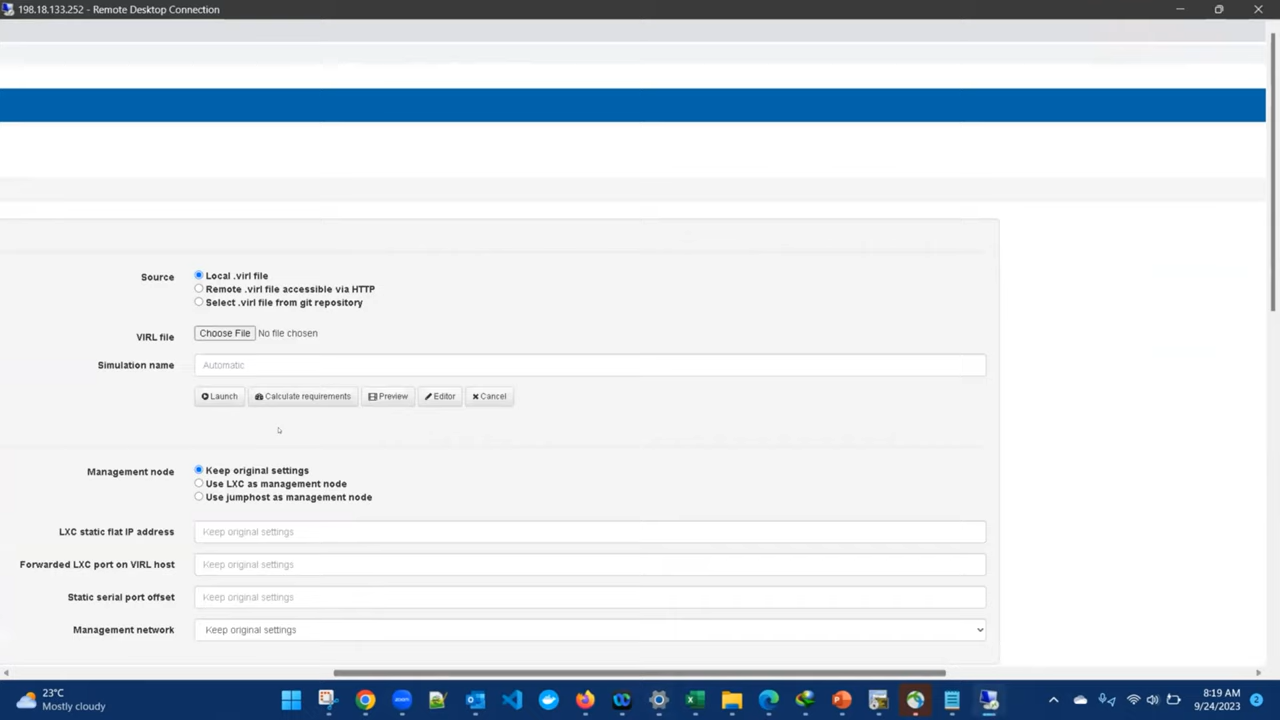 198.18.133.252 - Remote Desktop Connection
Source
Local .virl file
Remote .virl file accessible via HTTP
Select .virl file from git repository
VIRL file
Choose File No file chosen
Simulation name
Automatic
Launch
Calculate requirements
Preview
Editor
Cancel
Management node
Keep original settings
Use LXC as management node
Use jumphost as management node
LXC static flat IP address
Keep original settings
Forwarded LXC port on VIRL host
Keep original settings
Static serial port offset
Keep original settings
Management network
Keep original settings
23°C
Mostly cloudy
zoom
8:19 AM
9/24/2023
2